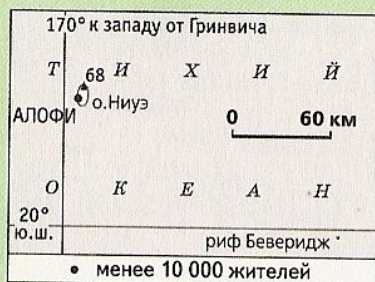 170° к западу от Гринвича
Т И Х И Й
68
о.Ниуэ
АЛОФИ
0 60 км
О К Е А Н
20°
ю.ш.
риф Беверидж
менее 10 000 жителей